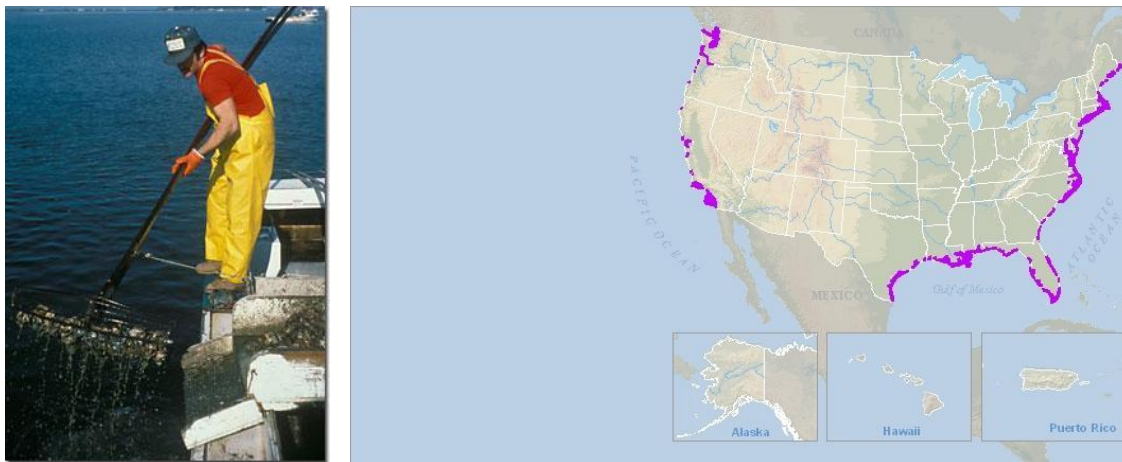 CANADA
PACIFIC OCEAN
ATLANTIC
OCEAN
MEXICO
Gulf of Mexico
Alaska
Hawaii
Puerto Rico